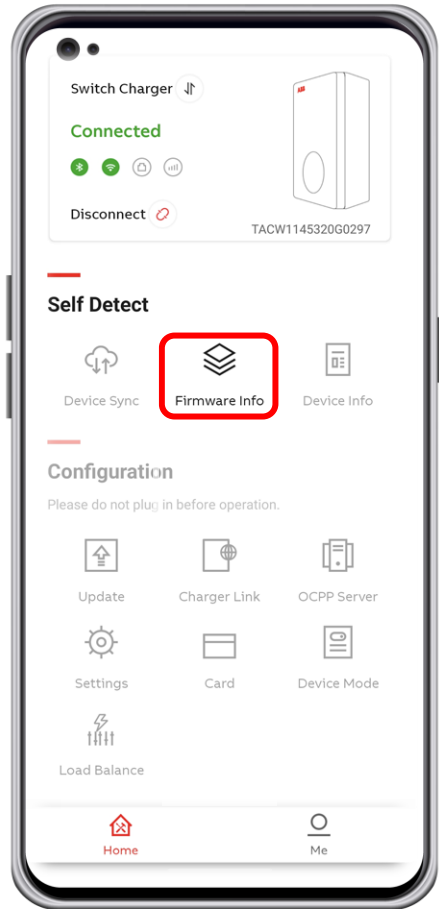 Switch Charger
ABB
Connected
Disconnect
TACW1145320G0297
Self Detect
Device Sync
Firmware Info
Device Info
Configuration
Please do not plug in before operation.
Update
Charger Link
OCPP Server
Settings
Card
Device Mode
Load Balance
Home
Me